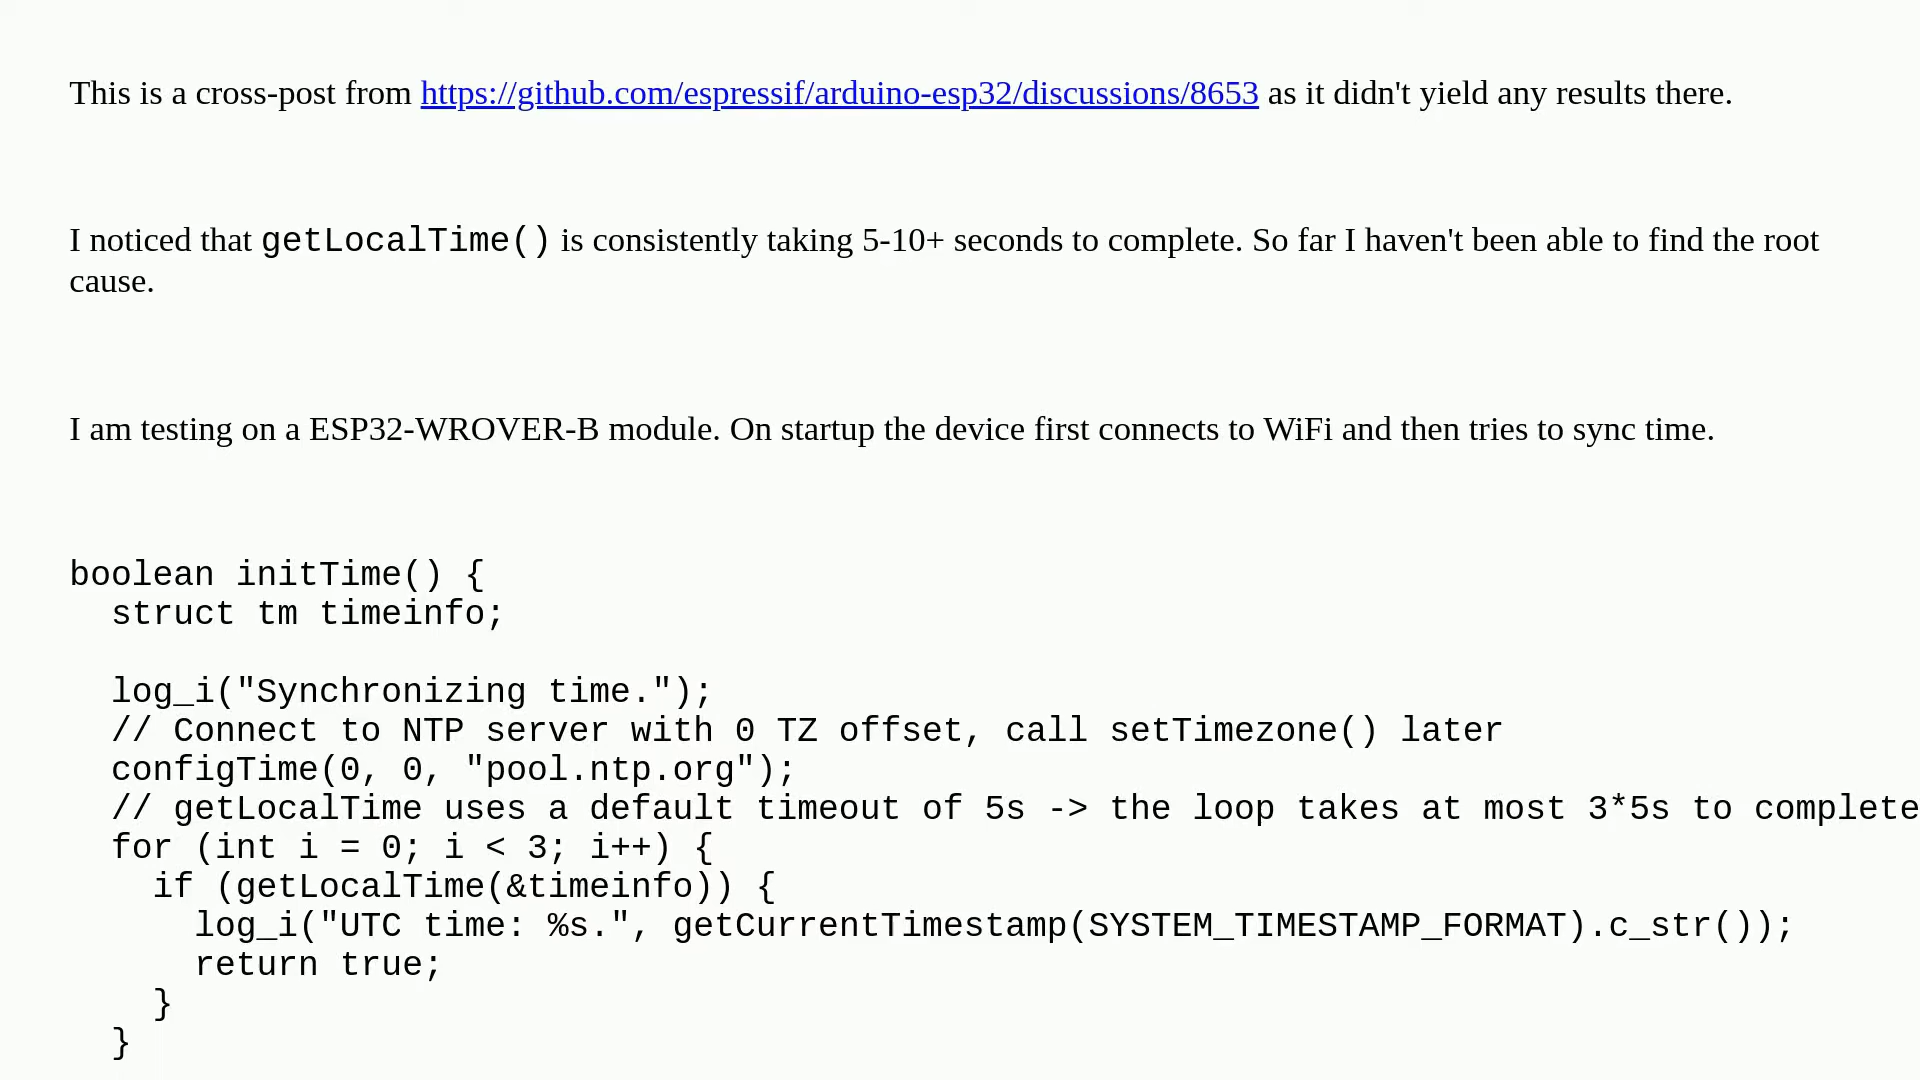 This is a cross-post from https://github.com/espressif/arduino-esp32/discussions/8653 as it didn't yield any results there.
I noticed that getLocalTime() is consistently taking 5-10+ seconds to complete. So far I haven't been able to find the root
cause.
I am testing on a ESP32-WROVER-B module. On startup the device first connects to WiFi and then tries to sync time.
boolean initTime() {
  struct tm timeinfo;

  log_i("Synchronizing time.");
  // Connect to NTP server with 0 TZ offset, call setTimezone() later
  configTime(0, 0, "pool.ntp.org");
  // getLocalTime uses a default timeout of 5s -> the loop takes at most 3*5s to complete
  for (int i = 0; i < 3; i++) {
    if (getLocalTime(&timeinfo)) {
      log_i("UTC time: %s.", getCurrentTimestamp(SYSTEM_TIMESTAMP_FORMAT).c_str());
      return true;
    }
  }